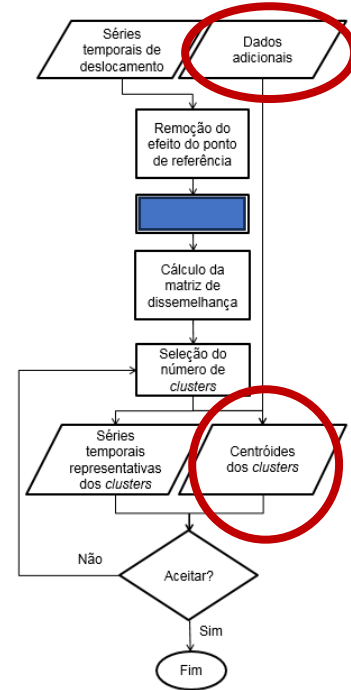 Séries
temporais de
deslocamento
Dados
adicionais
Remoção do
efeito do ponto
de referência
Cálculo da
matriz de
dissemelhança
Seleção do
número de
clusters
Séries
temporais
representativas
dos clusters
Centróides
dos clusters
Não
Aceitar?
Sim
Fim